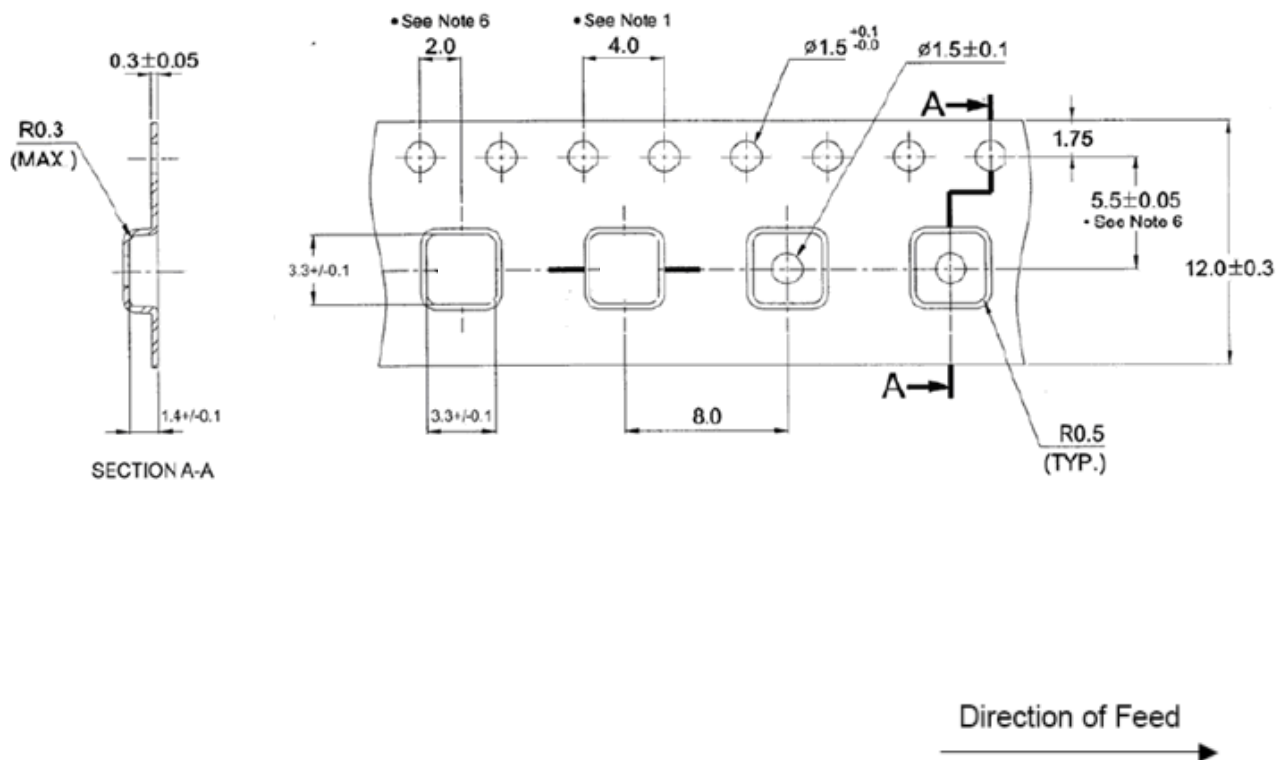 • See Note 6
2.0
• See Note 1
4.0
ø1.5 +0.1 -0.0
ø1.5±0.1
0.3±0.05
R0.3
(MAX.)
A
1.75
5.5±0.05
• See Note 6
12.0±0.3
3.3+/-0.1
A
1.4+/-0.1
3.3+/-0.1
8.0
R0.5
(TYP.)
SECTION A-A
Direction of Feed